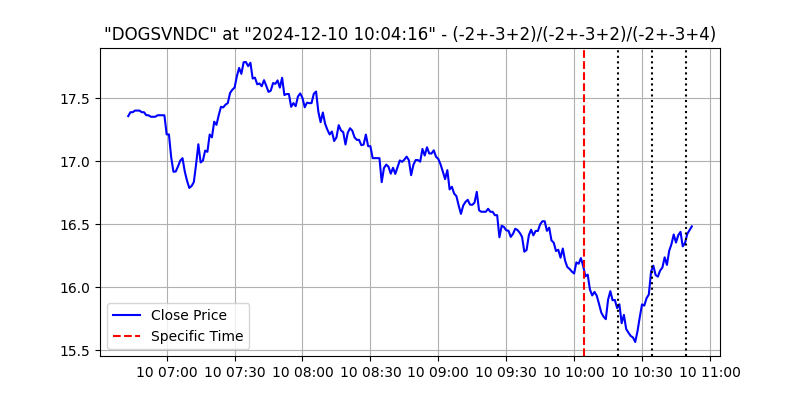 "DOGSVNDC" at "2024-12-10 10:04:16" - (-2+-3+2)/(-2+-3+2)/(-2+-3+4)
17.5
17.0
16.5
16.0
15.5
Close Price
Specific Time
10 07:00 10 07:30 10 08:00 10 08:30 10 09:00 10 09:30 10 10:00 10 10:30 10 11:00